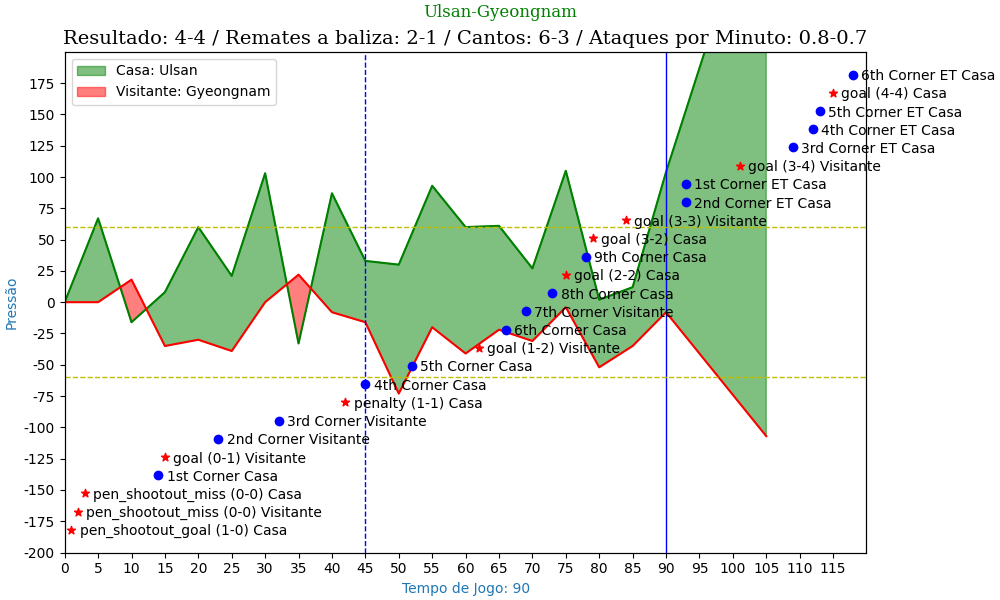 Ulsan-Gyeongnam
Resultado: 4-4 / Remates a baliza: 2-1 / Cantos: 6-3 / Ataques por Minuto: 0.8-0.7
Casa: Ulsan
Visitante: Gyeongnam
6th Corner ET Casa
goal (4-4) Casa
5th Corner ET Casa
4th Corner ET Casa
3rd Corner ET Casa
goal (3-4) Visitante
1st Corner ET Casa
2nd Corner ET Casa
goal (3-3) Visitante
goal (3-2) Casa
9th Corner Casa
goal (2-2) Casa
8th Corner Casa
7th Corner Visitante
6th Corner Casa
goal (1-2) Visitante
5th Corner Casa
4th Corner Casa
penalty (1-1) Casa
3rd Corner Visitante
2nd Corner Visitante
goal (0-1) Visitante
1st Corner Casa
pen_shootout_miss (0-0) Casa
pen_shootout_miss (0-0) Visitante
pen_shootout_goal (1-0) Casa
175
150
125
100
75
50
25
0
-25
-50
-75
-100
-125
-150
-175
-200
Pressão
0 5 10 15 20 25 30 35 40 45 50 55 60 65 70 75 80 85 90 95 100 105 110 115
Tempo de Jogo: 90